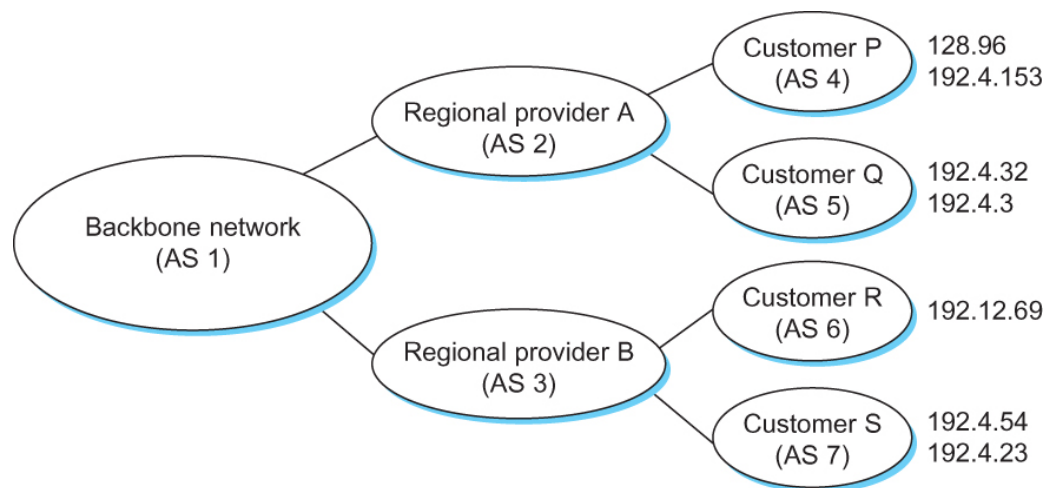 Backbone network
(AS 1)
Regional provider A
(AS 2)
Regional provider B
(AS 3)
Customer P
(AS 4)
128.96
192.4.153
Customer Q
(AS 5)
192.4.32
192.4.3
Customer R
(AS 6)
192.12.69
Customer S
(AS 7)
192.4.54
192.4.23